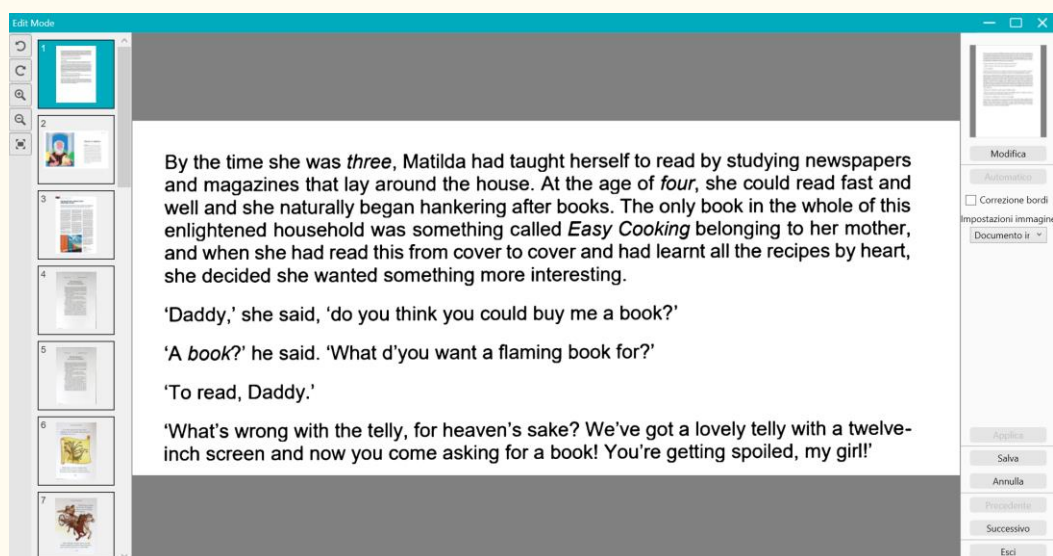 Edit Mode
1
2
3
4
5
6
7
By the time she was three, Matilda had taught herself to read by studying newspapers
and magazines that lay around the house. At the age of four, she could read fast and
well and she naturally began hankering after books. The only book in the whole of this
enlightened household was something called Easy Cooking belonging to her mother,
and when she had read this from cover to cover and had learnt all the recipes by heart,
she decided she wanted something more interesting.
‘Daddy,’ she said, ‘do you think you could buy me a book?’
‘A book?’ he said. ‘What d’you want a flaming book for?’
‘To read, Daddy.’
‘What’s wrong with the telly, for heaven’s sake? We’ve got a lovely telly with a twelve-
inch screen and now you come asking for a book! You’re getting spoiled, my girl!’
Modifica
Automatico
Correzione bordi
Impostazioni immagine
Documento ir
Applica
Salva
Annulla
Precedente
Successivo
Esci